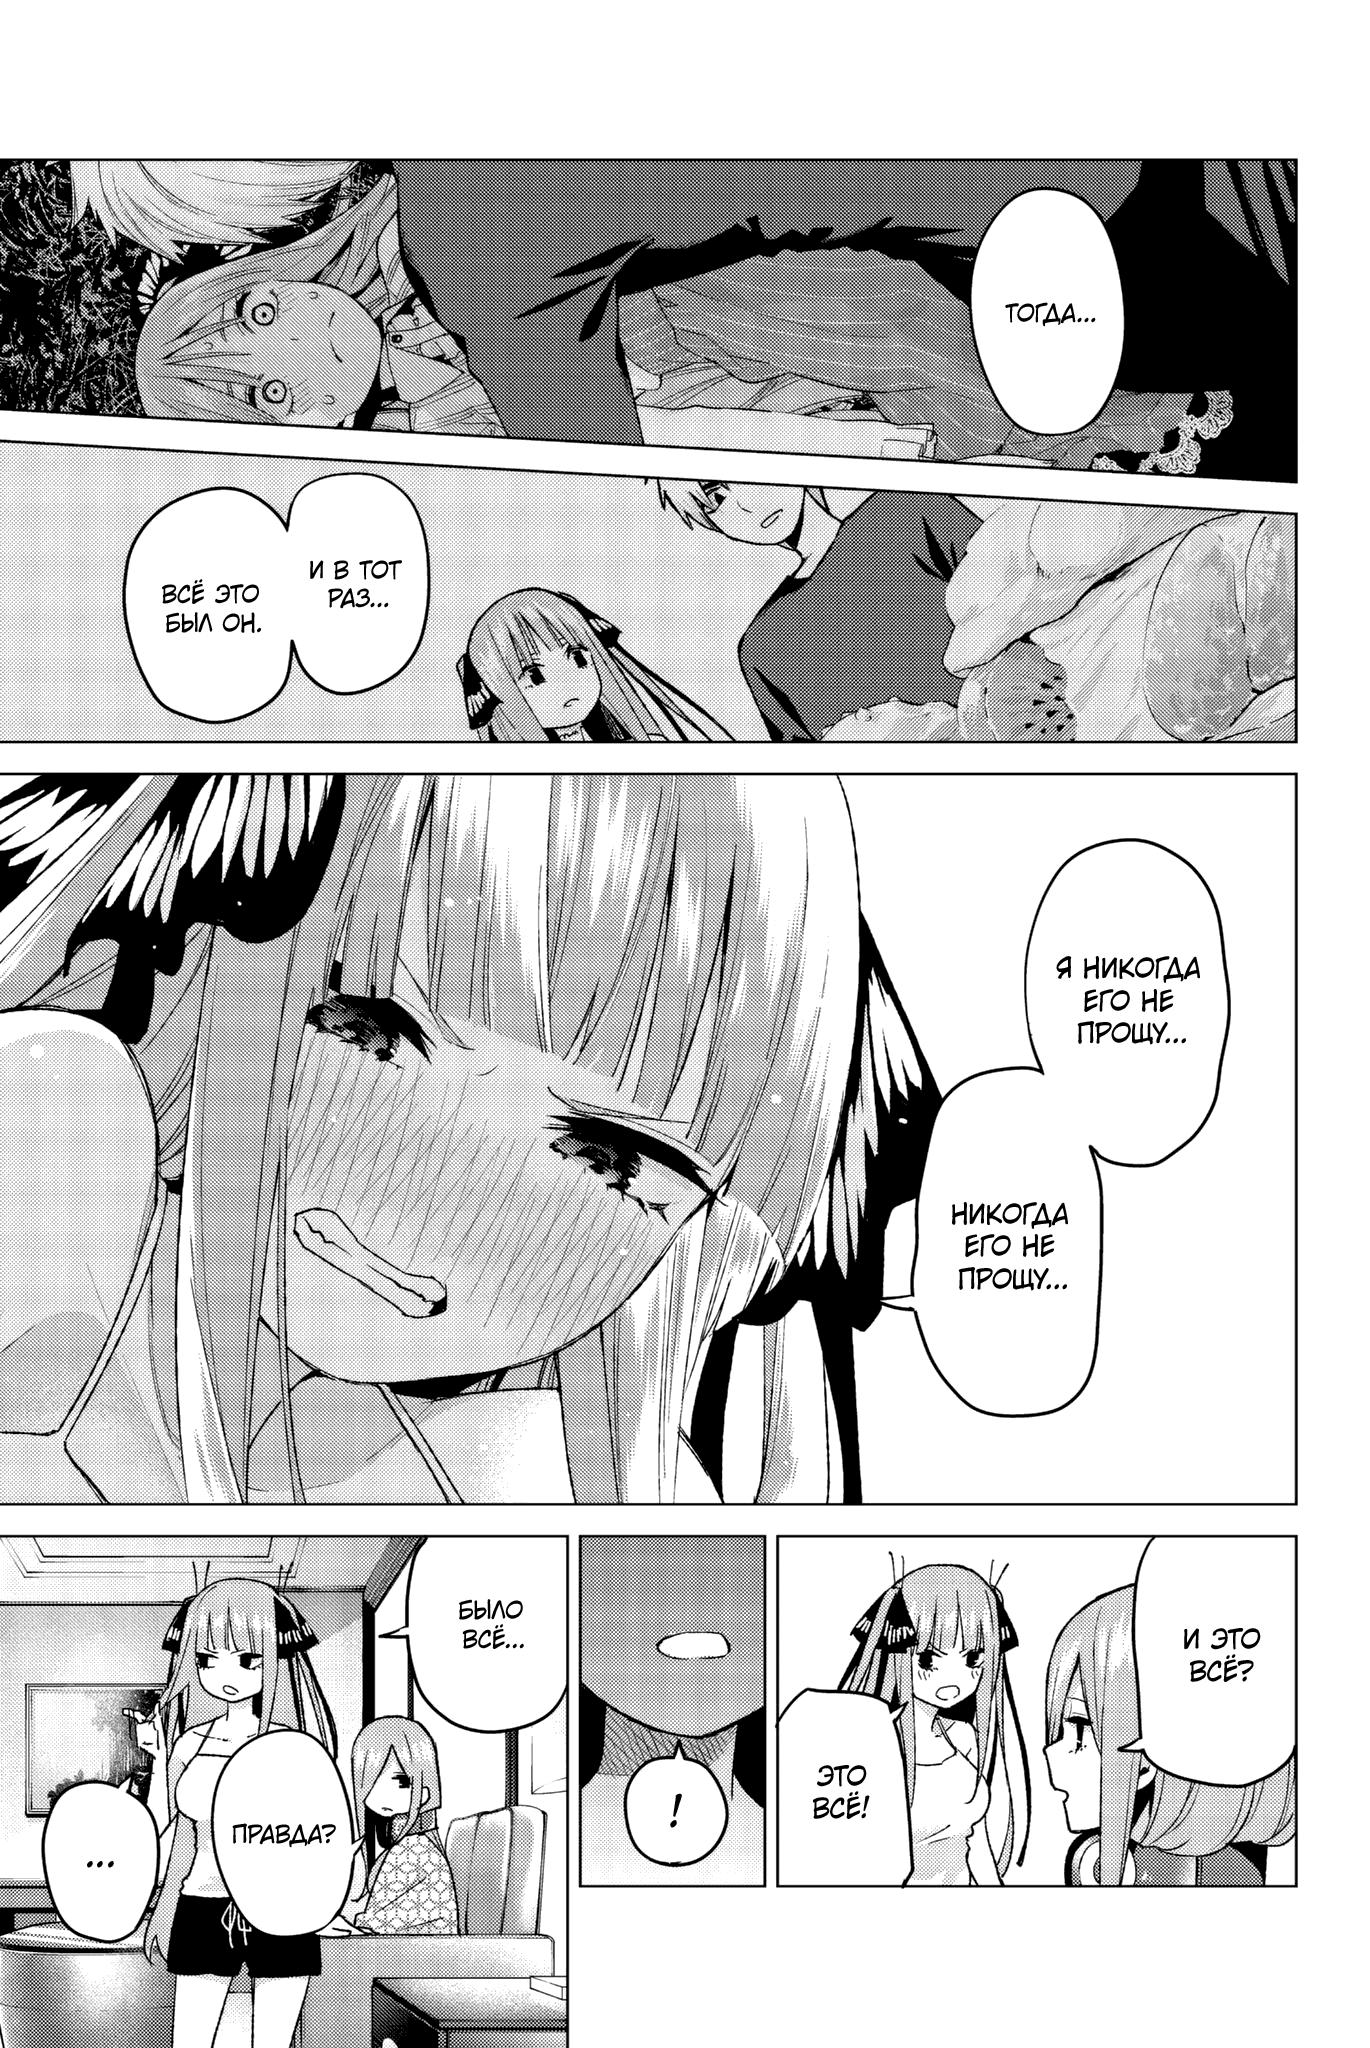 ТОГДА...
И В ТОТ
РАЗ...
ВСЁ ЭТО
БЫЛ ОН.
Я НИКОГДА
ЕГО НЕ
ПРОЩУ...
НИКОГДА
ЕГО НЕ
ПРОЩУ...
И ЭТО
ВСЁ?
ЭТО
ВСЁ!
!
БЫЛО
ВСЁ...
ПРАВДА?
...